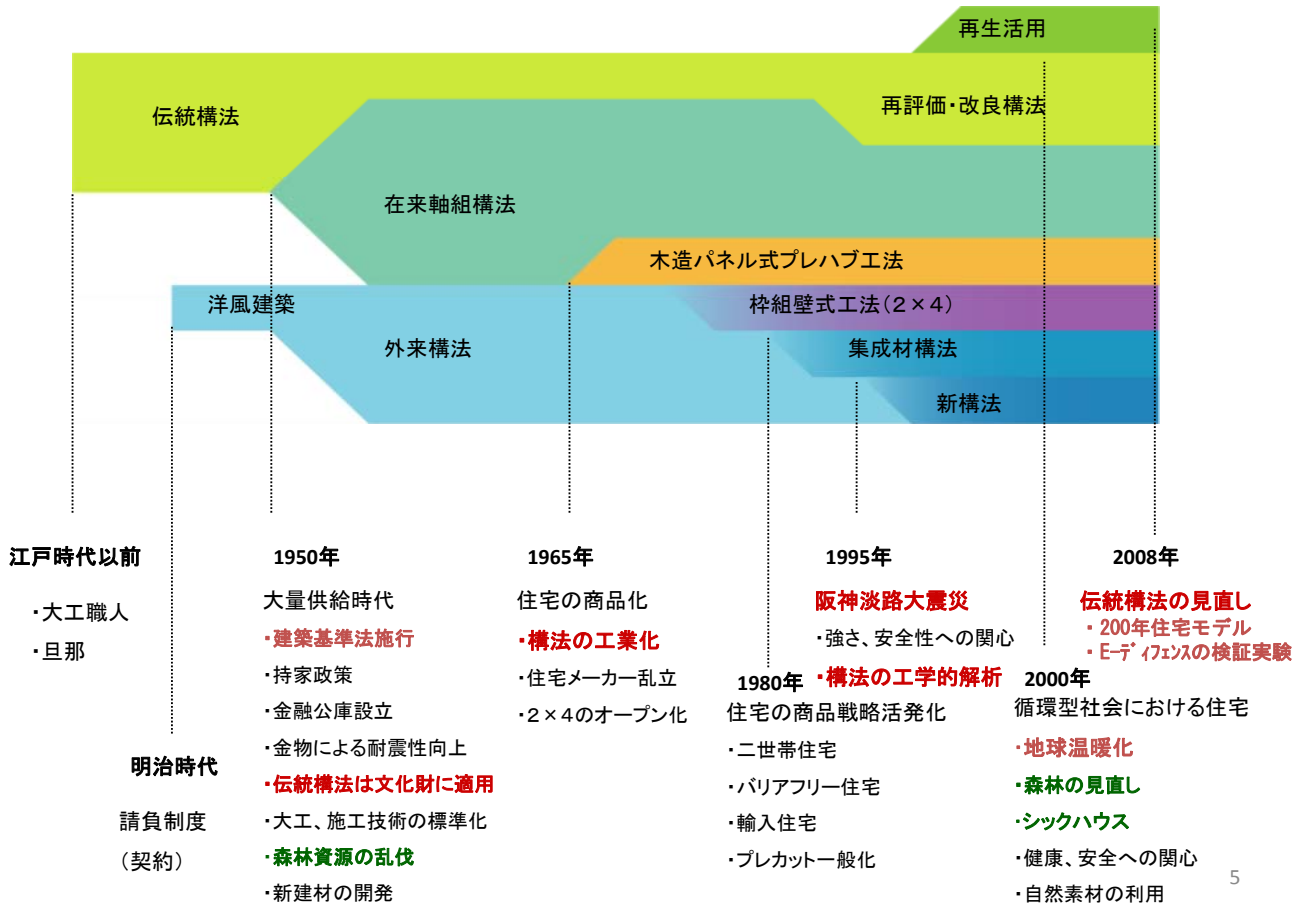 再生活用
伝統構法
再評価・改良構法
在来軸組構法
木造パネル式プレハブ工法
洋風建築
枠組壁式工法(2×4)
外来構法
集成材構法
新構法
江戸時代以前
・大工職人
・旦那
明治時代
請負制度
(契約)
1950年
大量供給時代
・建築基準法施行
・持家政策
・金融公庫設立
・金物による耐震性向上
・伝統構法は文化財に適用
・大工、施工技術の標準化
・森林資源の乱伐
・新建材の開発
1965年
住宅の商品化
・構法の工業化
・住宅メーカー乱立
・2×4のオープン化
1980年
住宅の商品戦略活発化
・二世帯住宅
・バリアフリー住宅
・輸入住宅
・プレカット一般化
1995年
阪神淡路大震災
・強さ、安全性への関心
・構法の工学的解析
2000年
循環型社会における住宅
・地球温暖化
・森林の見直し
・シックハウス
・健康、安全への関心
・自然素材の利用
2008年
伝統構法の見直し
・200年住宅モデル
・E-ディフェンスの検証実験
5